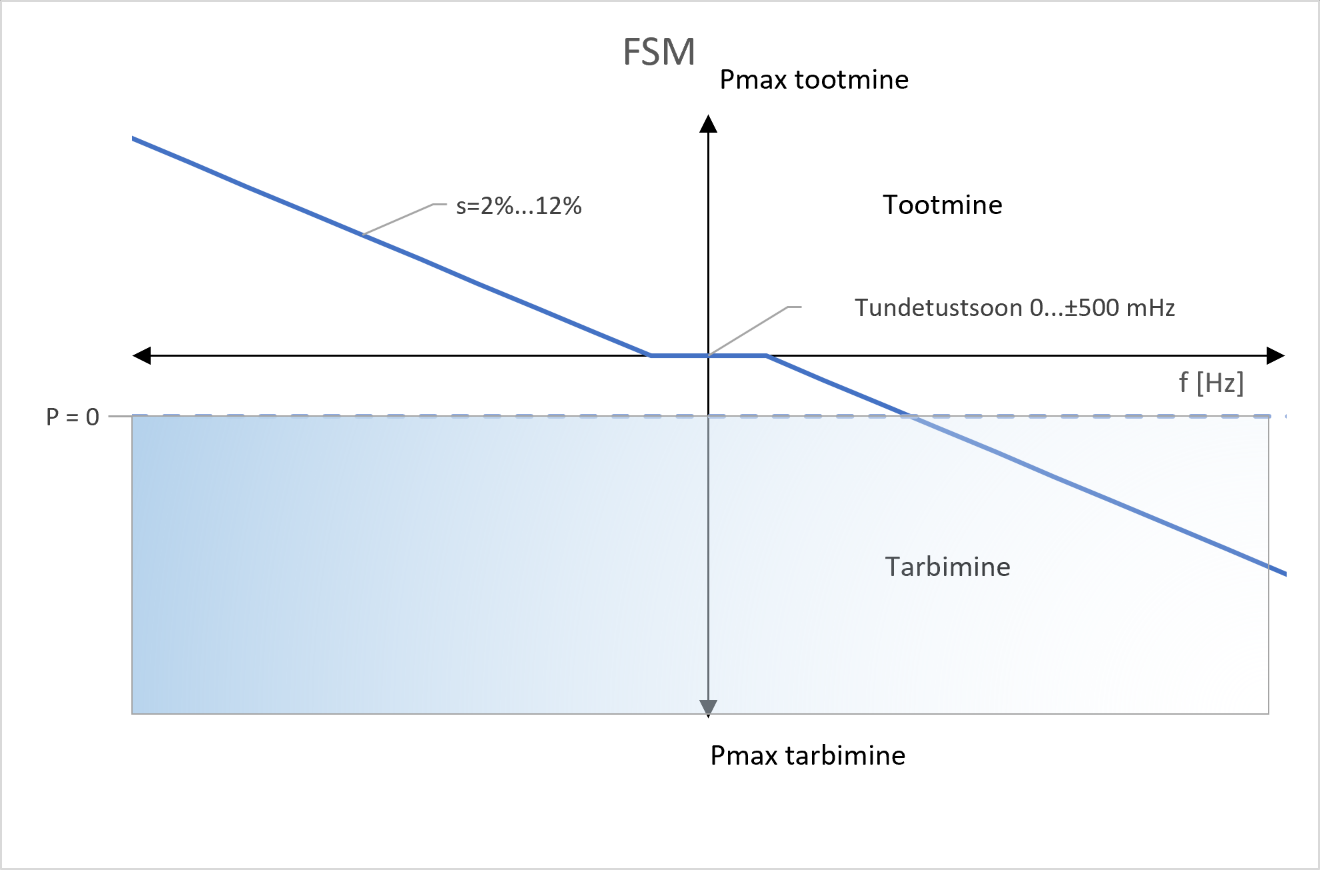 FSM
Pmax tootmine
s=2%...12%
Tootmine
Tundetustsoon 0...±500 mHz
f [Hz]
P = 0
Tarbimine
Pmax tarbimine